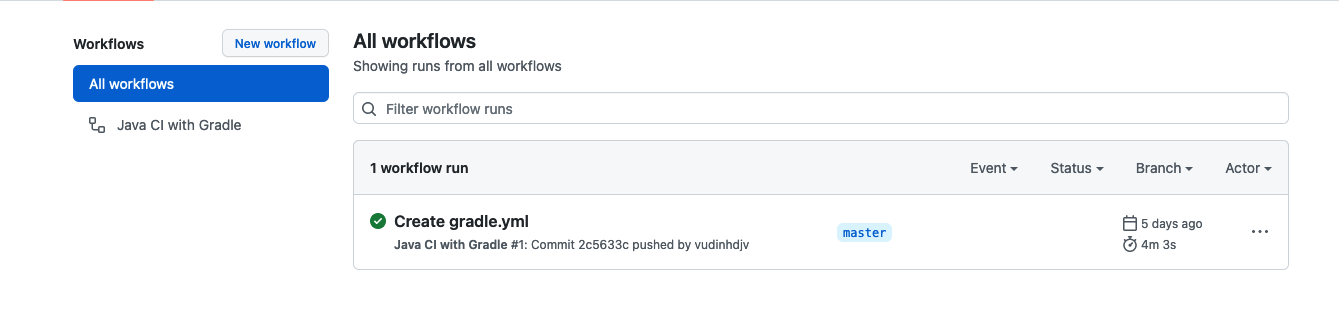 Workflows
New workflow
All workflows
Java CI with Gradle
All workflows
Showing runs from all workflows
Filter workflow runs
1 workflow run
Event
Status
Branch
Actor
Create gradle.yml
Java CI with Gradle #1: Commit 2c5633c pushed by vudinhdjv
master
5 days ago
4m 3s